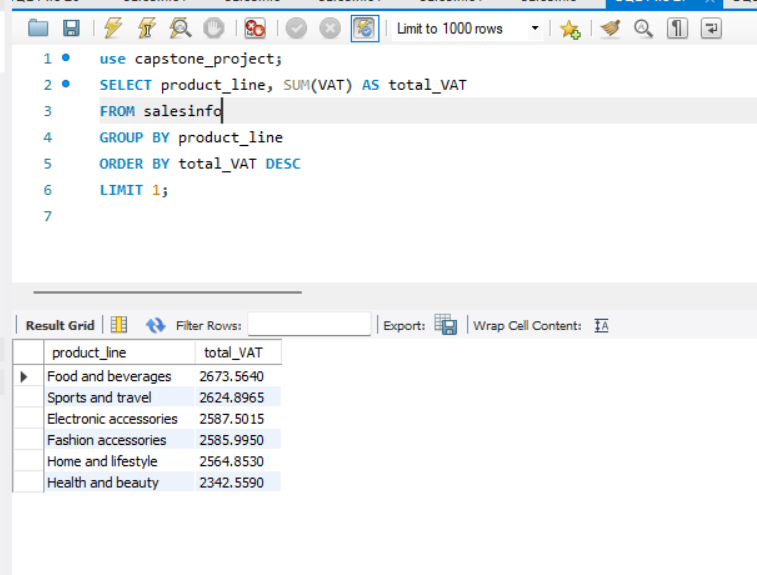 Limit to 1000 rows
1 use capstone_project;
2 SELECT product_line, SUM(VAT) AS total_VAT
3 FROM salesinfo
4 GROUP BY product_line
5 ORDER BY total_VAT DESC
6 LIMIT 1;
7
Result Grid Filter Rows: Export: Wrap Cell Content: IA
product_line total_VAT
Food and beverages 2673.5640
Sports and travel 2624.8965
Electronic accessories 2587.5015
Fashion accessories 2585.9950
Home and lifestyle 2564.8530
Health and beauty 2342.5590